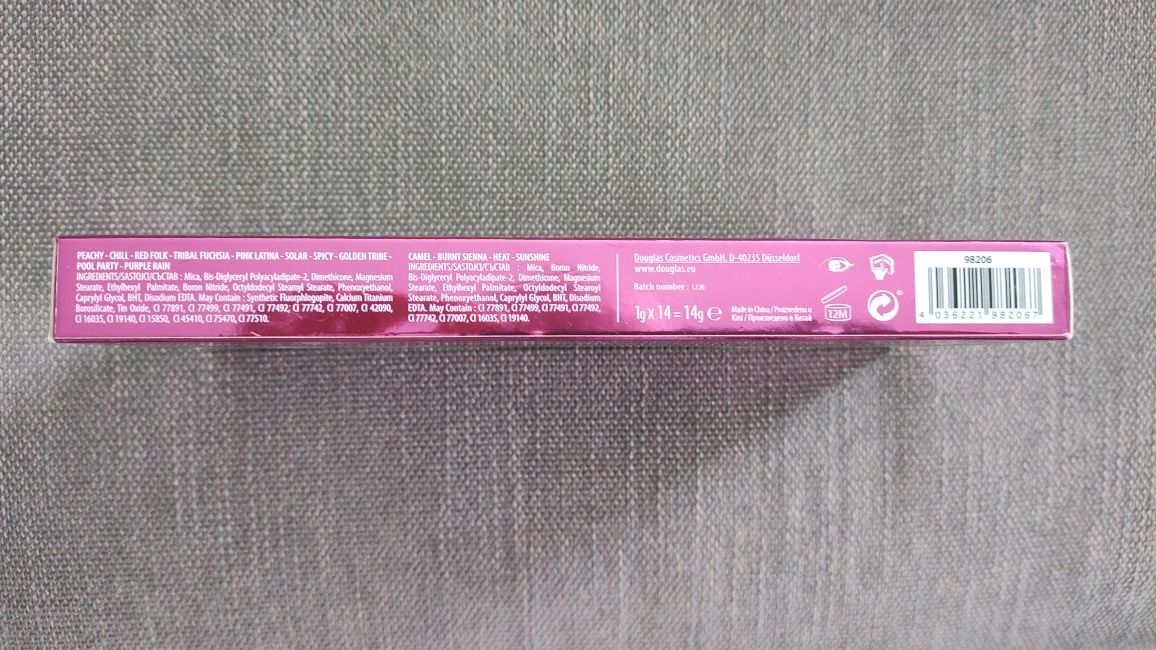 PEACHY - CHILL - RED FOLK - TRIBAL FUCHSIA - PINK LATINA - SOLAR - SPICY - GOLDEN TRIBE -
POOL PARTY - PURPLE RAIN
INGREDIENTS/SASTOJCI/СЪСТАВ : Mica, Bis-Diglyceryl Polyacyladipate-2, Dimethicone, Magnesium
Stearate, Ethylhexyl Palmitate, Boron Nitride, Octyldodecyl Stearoyl Stearate, Phenoxyethanol,
Caprylyl Glycol, BHT, Disodium EDTA. May Contain : Synthetic Fluorphlogopite, Calcium Titanium
Borosilicate, Tin Oxide, CI 77891, CI 77499, CI 77491, CI 77492, CI 77742, CI 77007, CI 42090,
CI 16035, CI 19140, CI 15850, CI 45410, CI 75470, CI 77510.
CAMEL - BURNT SIENNA - HEAT - SUNSHINE
INGREDIENTS/SASTOJCI/СЪСТАВ : Mica, Boron Nitride,
Bis-Diglyceryl Polyacyladipate-2, Dimethicone, Magnesium
Stearate, Ethylhexyl Palmitate, Octyldodecyl Stearoyl
Stearate, Phenoxyethanol, Caprylyl Glycol, BHT, Disodium
EDTA. May Contain : CI 77891, CI 77499, CI 77491, CI 77492,
CI 77742, CI 77007, CI 16035, CI 19140.
Douglas Cosmetics GmbH, D-40235 Düsseldorf
www.douglas.eu
Batch number : 1236
1g x 14 = 14g ℮
Made in China / Proizvedeno u
Kini / Произведено в Китай
12M
98206
4 036221 982067